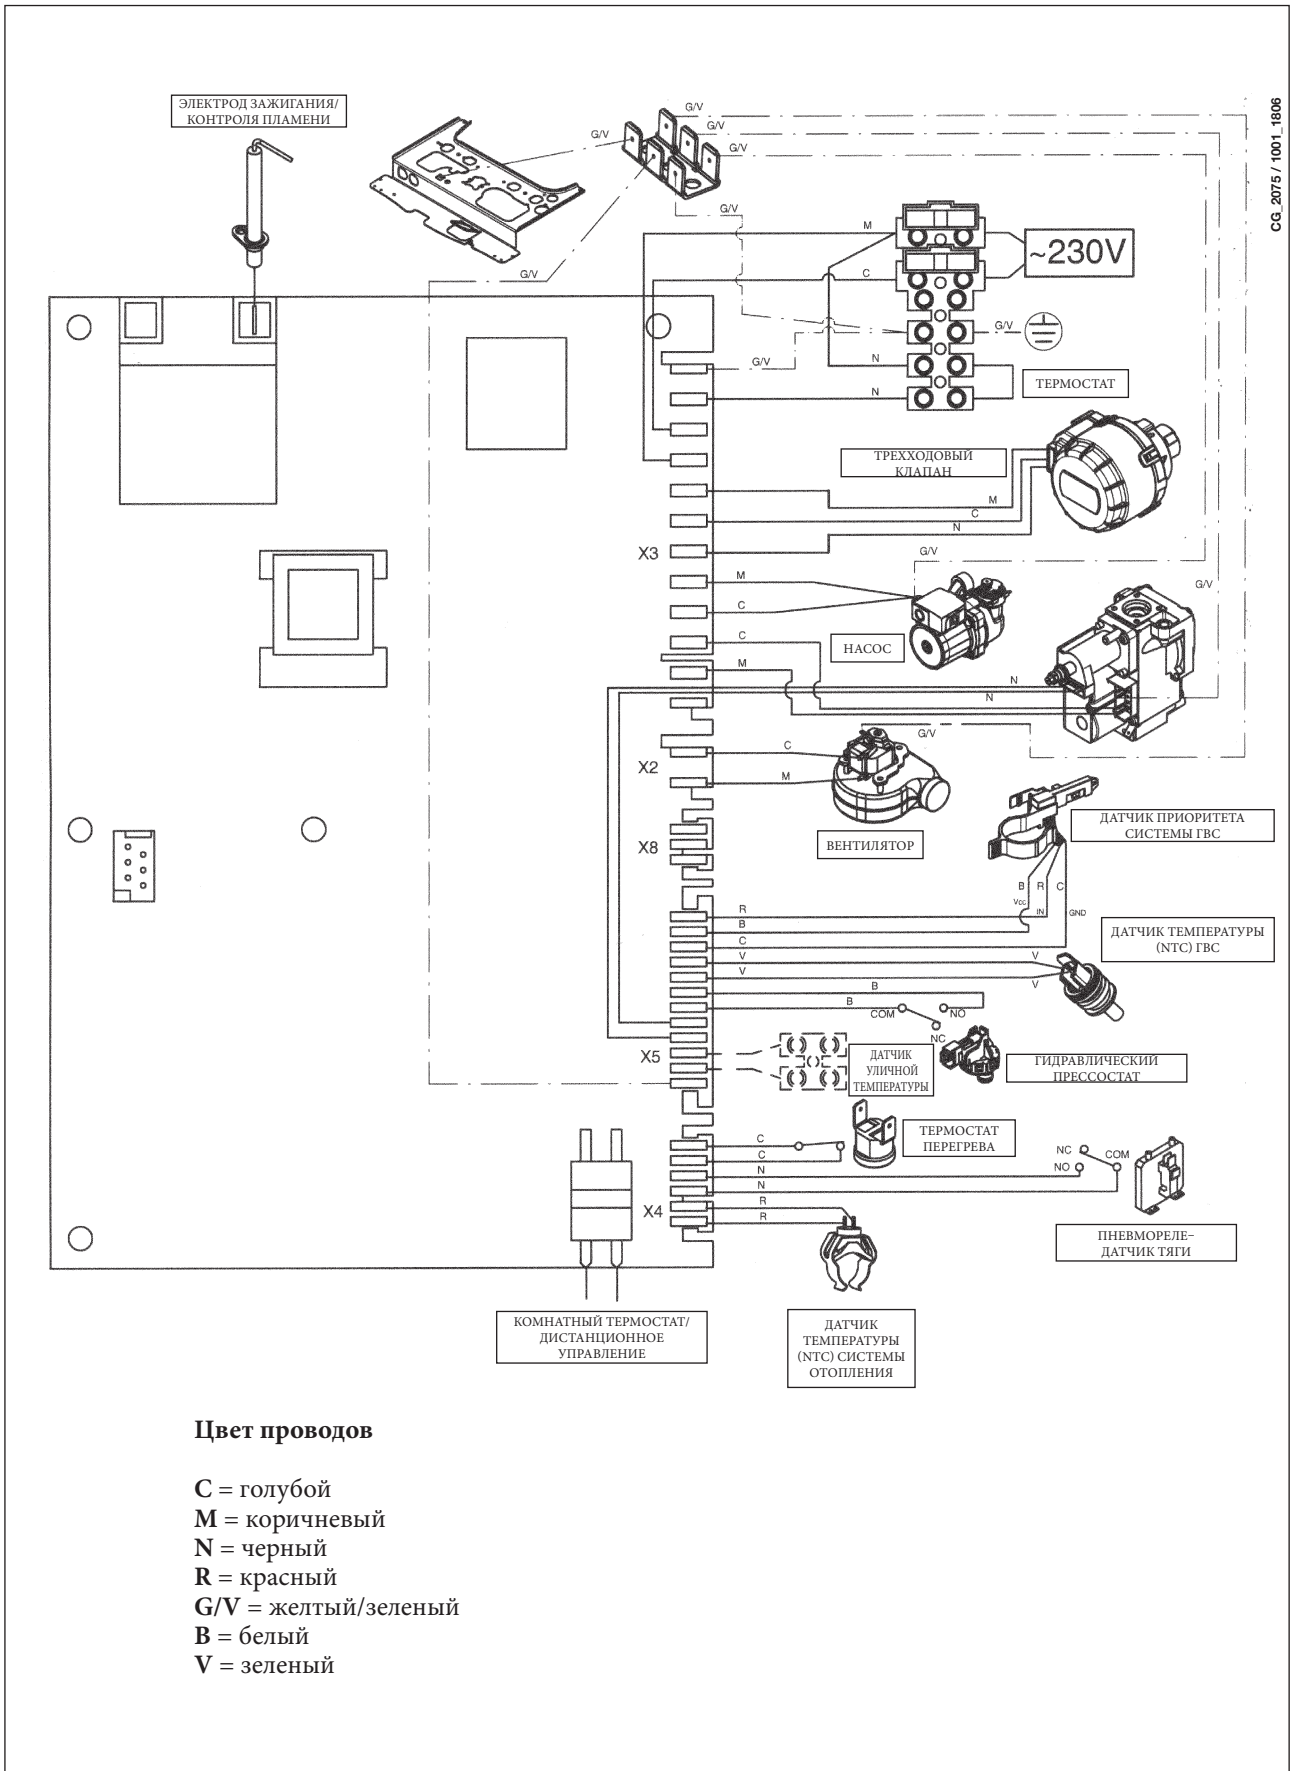 CG_2075 / 1001_1806
ЭЛЕКТРОД ЗАЖИГАНИЯ/
КОНТРОЛЯ ПЛАМЕНИ
G/V
G/V
G/V
G/V
G/V
G/V
M
~230V
C
G/V
G/V
N
ТЕРМОСТАТ
N
ТРЕХХОДОВЫЙ
КЛАПАН
M
C
N
X3
G/V
M
G/V
C
C
НАСОС
M
N
N
G/V
X2
C
M
ДАТЧИК ПРИОРИТЕТА
СИСТЕМЫ ГВС
X8
ВЕНТИЛЯТОР
B
R
C
Vcc
R
IN
GND
B
ДАТЧИК ТЕМПЕРАТУРЫ
(NTC) ГВС
C
V
V
V
V
B
B
COM
NO
NC
X5
ДАТЧИК
УЛИЧНОЙ
ТЕМПЕРАТУРЫ
ГИДРАВЛИЧЕСКИЙ
ПРЕССОСТАТ
ТЕРМОСТАТ
ПЕРЕГРЕВА
C
C
NC
COM
NO
N
N
X4
R
R
ПНЕВМОРЕЛЕ-
ДАТЧИК ТЯГИ
КОМНАТНЫЙ ТЕРМОСТАТ/
ДИСТАНЦИОННОЕ
УПРАВЛЕНИЕ
ДАТЧИК
ТЕМПЕРАТУРЫ
(NTC) СИСТЕМЫ
ОТОПЛЕНИЯ
Цвет проводов
C = голубой
M = коричневый
N = черный
R = красный
G/V = желтый/зеленый
B = белый
V = зеленый